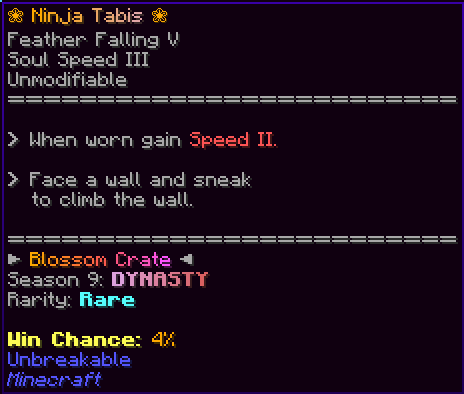 ❀ Ninja Tabis ❀
Feather Falling V
Soul Speed III
Unmodifiable
====================================
> When worn gain Speed II.
> Face a wall and sneak
to climb the wall.
====================================
► Blossom Crate ◄
Season 9: DYNASTY
Rarity: Rare
Win Chance: 4%
Unbreakable
Minecraft